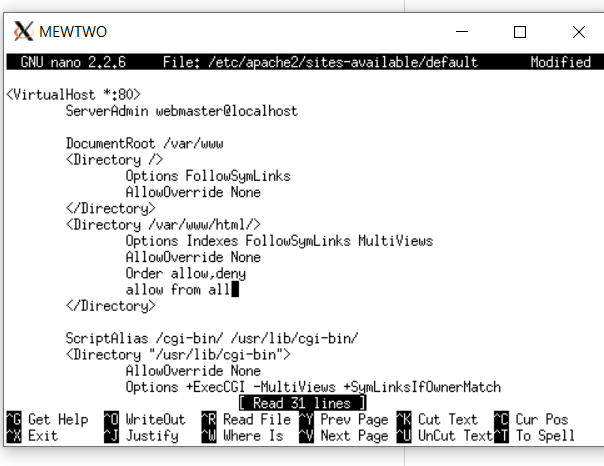 MEWTWO
GNU nano 2.2.6 File: /etc/apache2/sites-available/default Modified
<VirtualHost *:80>
ServerAdmin webmaster@localhost
DocumentRoot /var/www
<Directory />
Options FollowSymLinks
AllowOverride None
</Directory>
<Directory /var/www/html/>
Options Indexes FollowSymLinks MultiViews
AllowOverride None
Order allow,deny
allow from all
</Directory>
ScriptAlias /cgi-bin/ /usr/lib/cgi-bin/
<Directory "/usr/lib/cgi-bin">
AllowOverride None
Options +ExecCGI -MultiViews +SymLinksIfOwnerMatch
[ Read 31 lines ]
^G Get Help ^O WriteOut ^R Read File ^Y Prev Page ^K Cut Text ^C Cur Pos
^X Exit ^J Justify ^W Where Is ^V Next Page ^U UnCut Text ^T To Spell